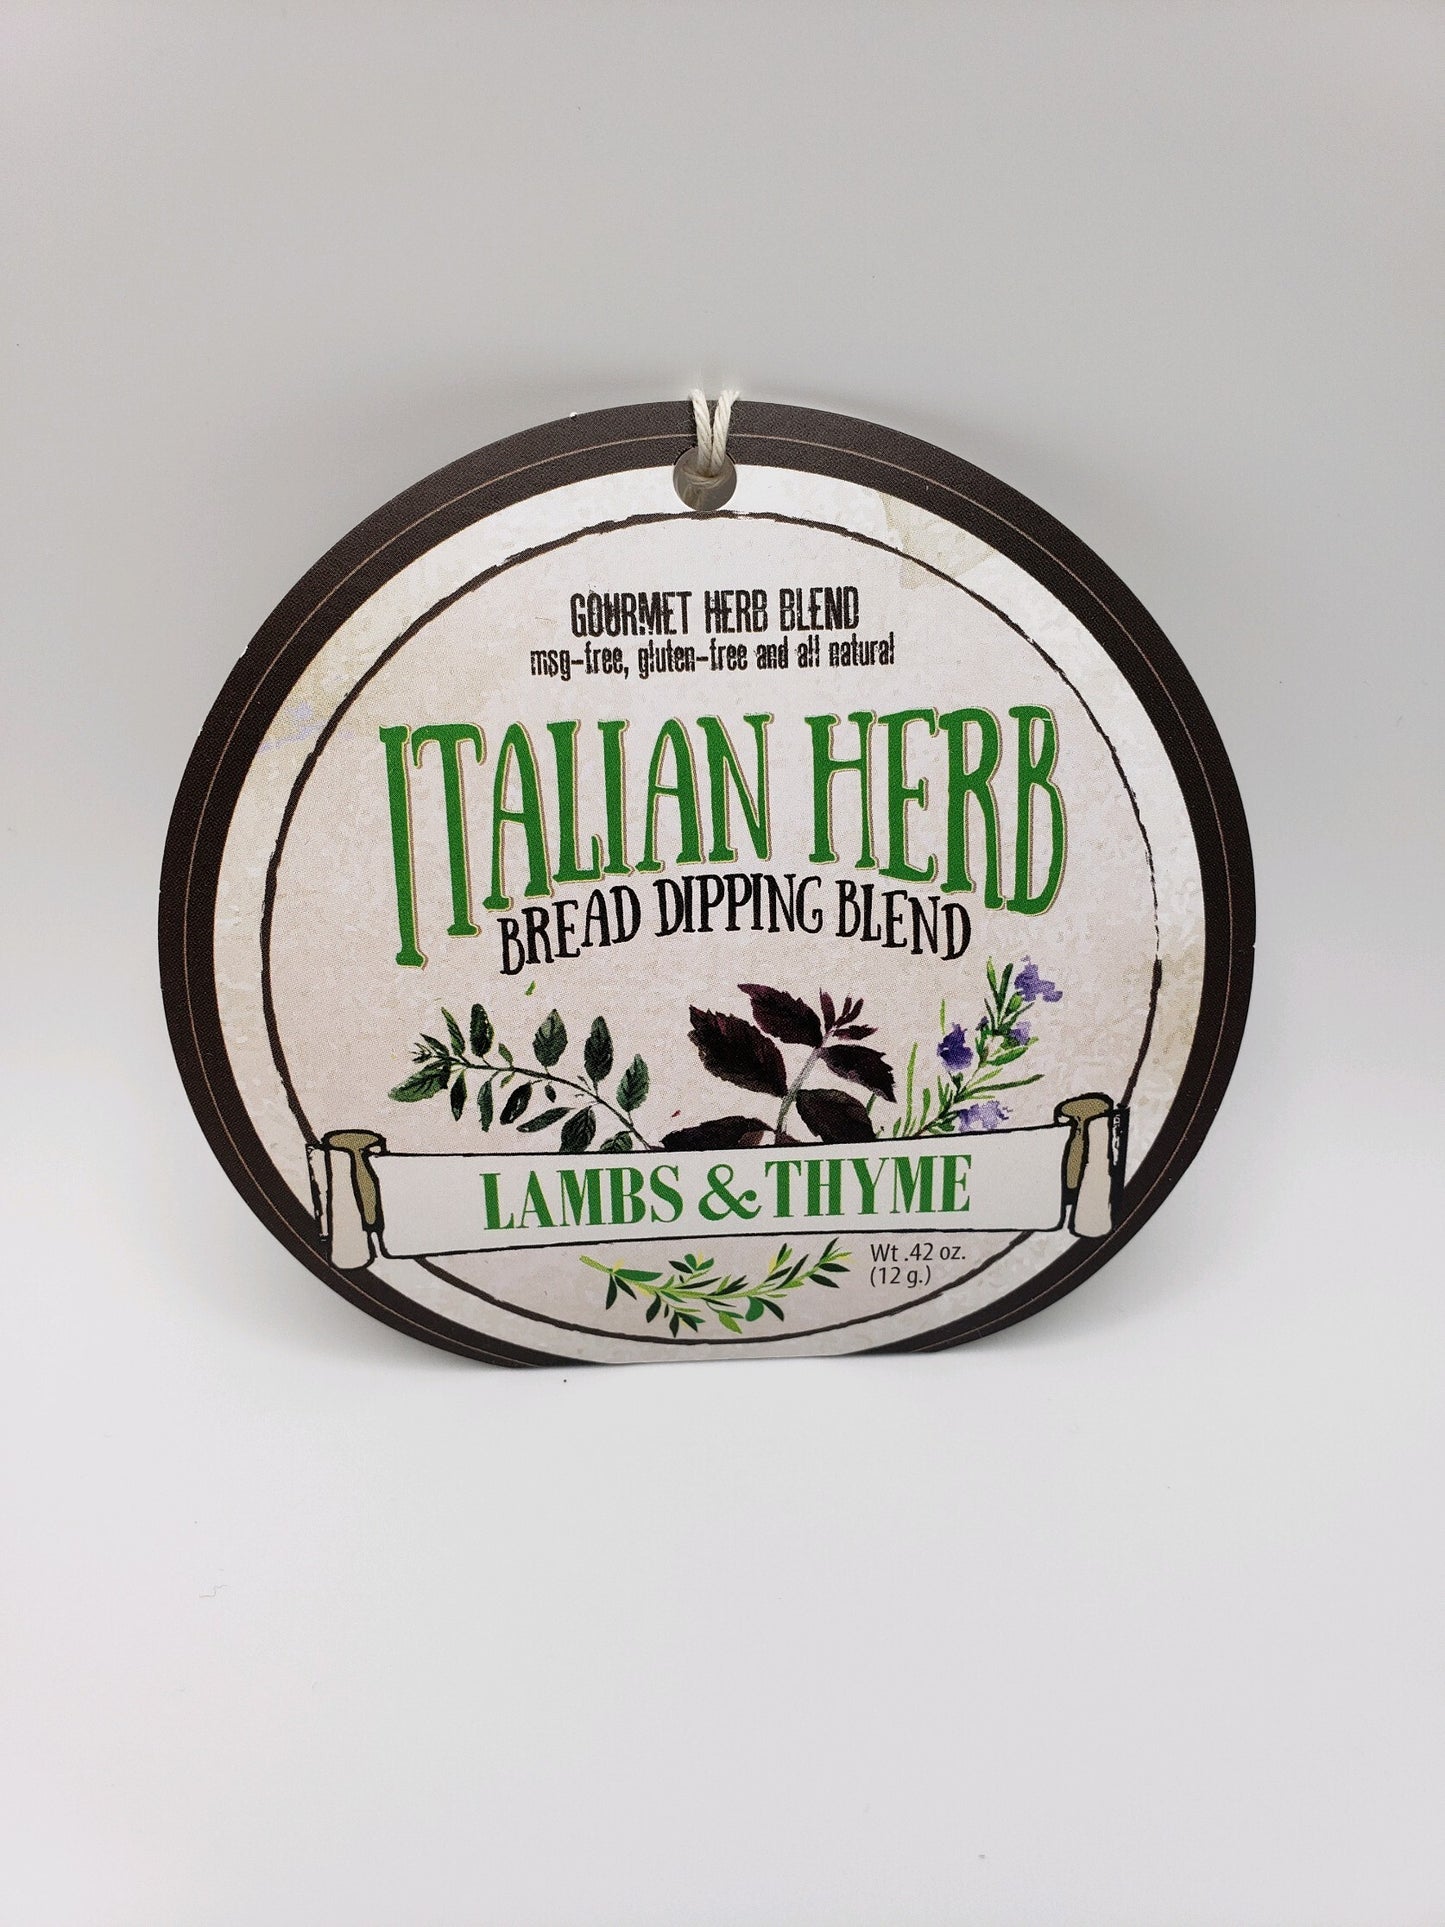 GOURMET HERB BLEND
msg-free, gluten-free and all natural
ITALIAN HERB
BREAD DIPPING BLEND
LAMBS & THYME
Wt .42 oz.
(12 g.)